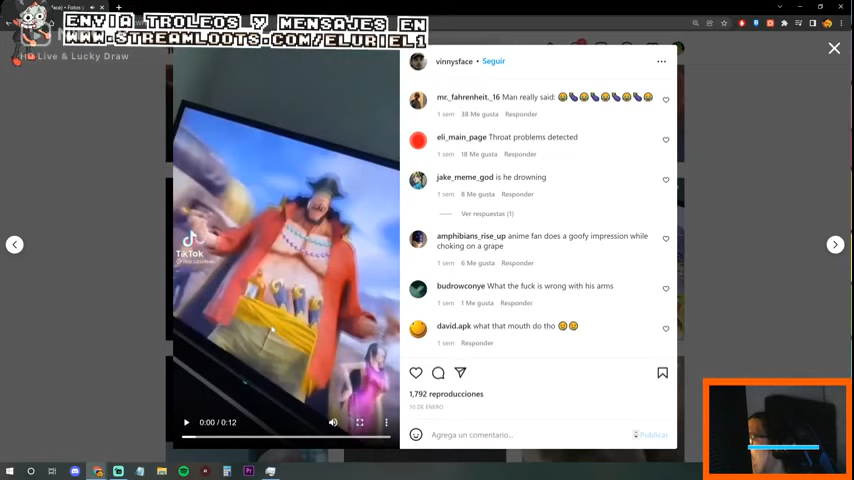 ENVIA TROLEOS Y MENSAJES EN
WWW.STREAMLOOTS.COM/ELURIEL1
HD Live & Lucky Draw
vinnysface • Seguir
mr._fahrenheit._16 Man really said: 😂🍆😂🍆😂🍆😂🍆😂
1 sem 38 Me gusta Responder
eli_main_page Throat problems detected
1 sem 18 Me gusta Responder
jake_meme_god is he drowning
1 sem 8 Me gusta Responder
Ver respuestas (1)
amphibians_rise_up anime fan does a goofy impression while
choking on a grape
1 sem 6 Me gusta Responder
budrowconye What the fuck is wrong with his arms
1 sem 1 Me gusta Responder
david.apk what that mouth do tho
1 sem Responder
TikTok
1,792 reproducciones
10 DE ENERO
0:00 / 0:12
Agrega un comentario...
Publicar